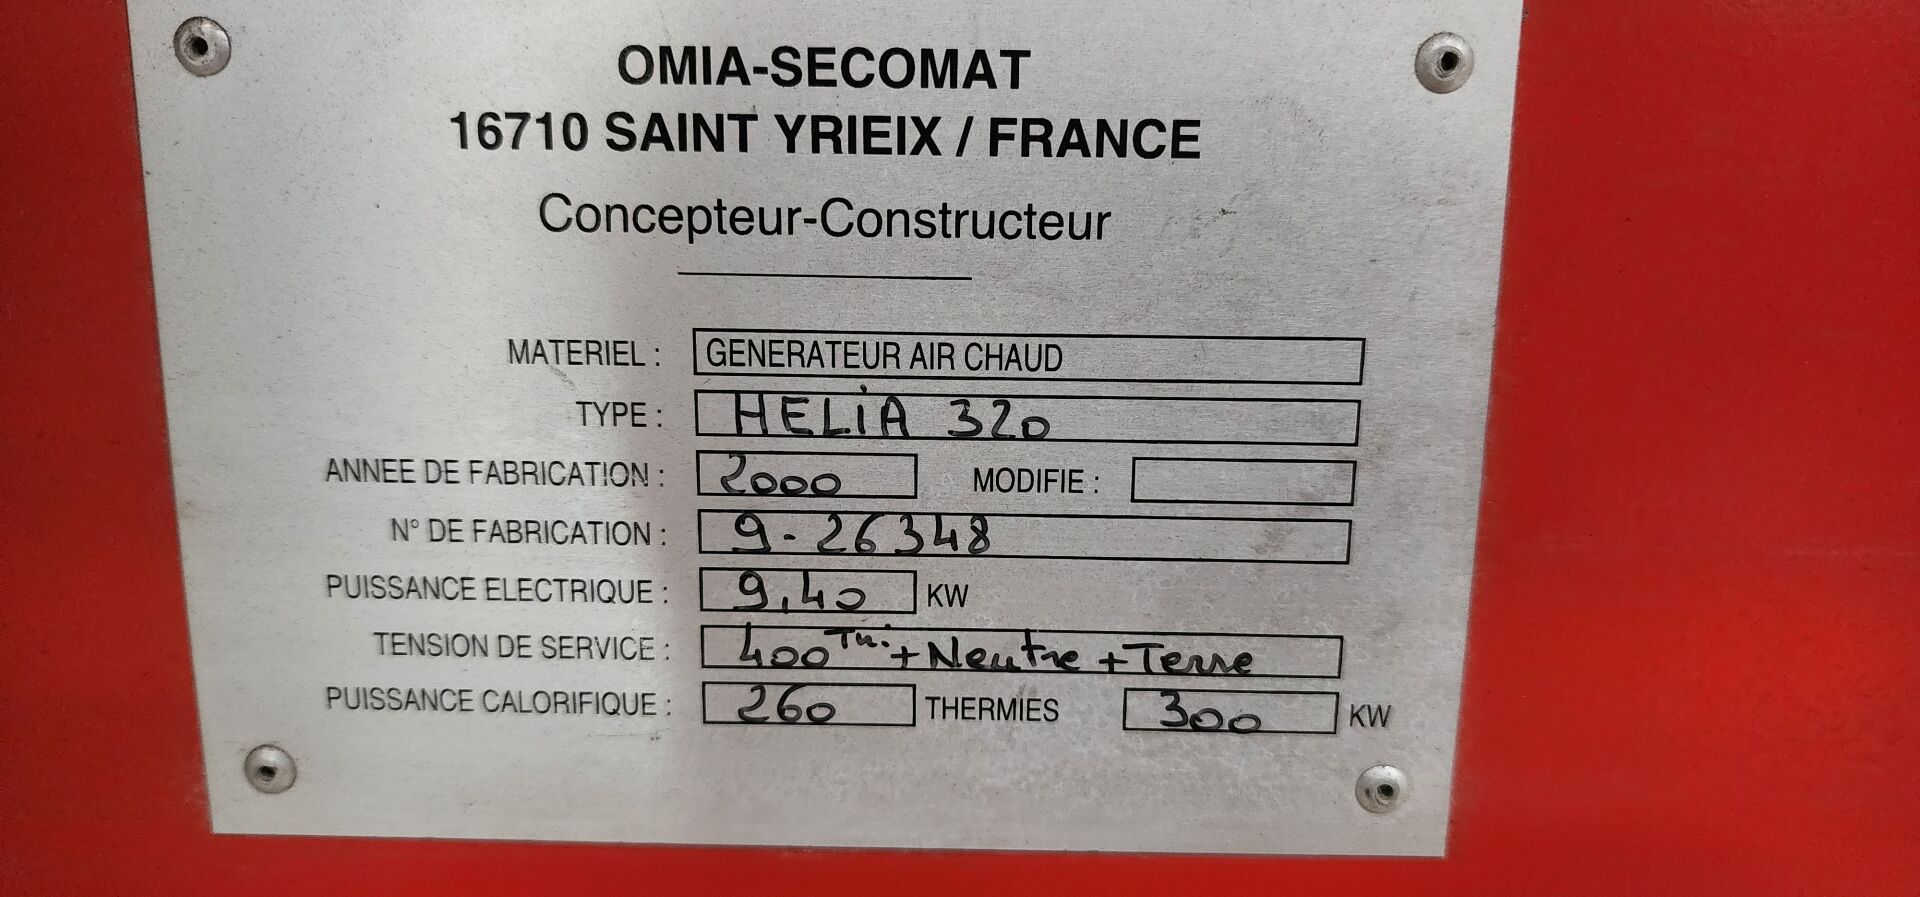 OMIA-SECOMAT
16710 SAINT YRIEIX / FRANCE
Concepteur-Constructeur
MATERIEL : GENERATEUR AIR CHAUD
TYPE : HELiA 320
ANNEE DE FABRICATION : 2000 MODIFIE :
N° DE FABRICATION : 9-26348
PUISSANCE ELECTRIQUE : 9,40 KW
TENSION DE SERVICE : 400 Tri. + Neutre + Terre
PUISSANCE CALORIFIQUE : 260 THERMIES 300 KW